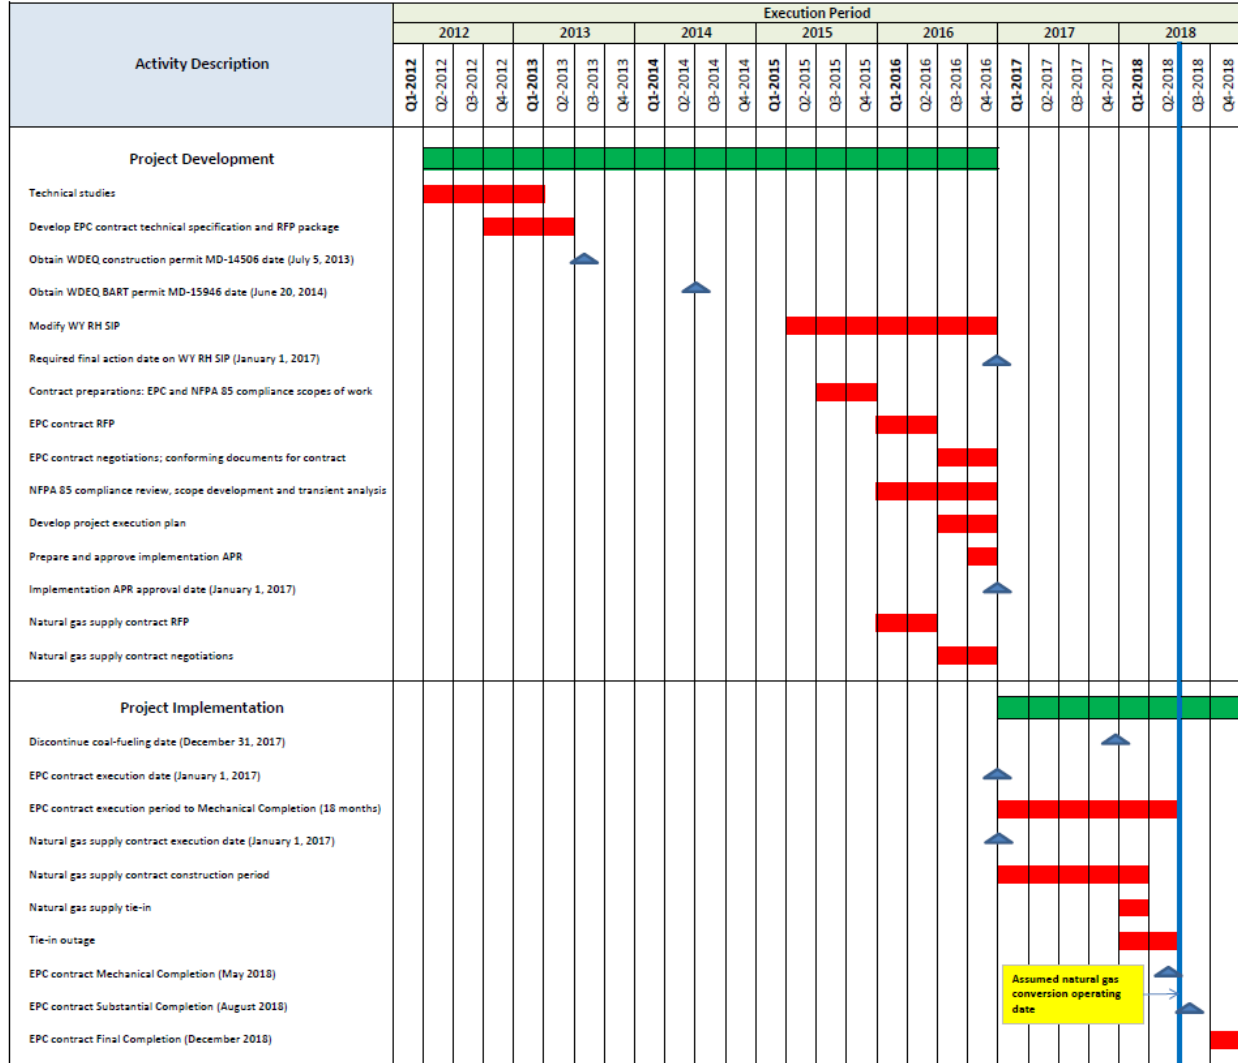 Execution Period
2012 2013 2014 2015 2016 2017 2018
Activity Description
Q1-2012 Q2-2012 Q3-2012 Q4-2012 Q1-2013 Q2-2013 Q3-2013 Q4-2013 Q1-2014 Q2-2014 Q3-2014 Q4-2014 Q1-2015 Q2-2015 Q3-2015 Q4-2015 Q1-2016 Q2-2016 Q3-2016 Q4-2016 Q1-2017 Q2-2017 Q3-2017 Q4-2017 Q1-2018 Q2-2018 Q3-2018 Q4-2018
Project Development
Technical studies
Develop EPC contract technical specification and RFP package
Obtain WDEQ construction permit MD-14506 date (July 5, 2013)
Obtain WDEQ BART permit MD-15946 date (June 20, 2014)
Modify WY RH SIP
Required final action date on WY RH SIP (January 1, 2017)
Contract preparations: EPC and NFPA 85 compliance scopes of work
EPC contract RFP
EPC contract negotiations; conforming documents for contract
NFPA 85 compliance review, scope development and transient analysis
Develop project execution plan
Prepare and approve implementation APR
Implementation APR approval date (January 1, 2017)
Natural gas supply contract RFP
Natural gas supply contract negotiations
Project Implementation
Discontinue coal-fueling date (December 31, 2017)
EPC contract execution date (January 1, 2017)
EPC contract execution period to Mechanical Completion (18 months)
Natural gas supply contract execution date (January 1, 2017)
Natural gas supply contract construction period
Natural gas supply tie-in
Tie-in outage
EPC contract Mechanical Completion (May 2018)
EPC contract Substantial Completion (August 2018)
EPC contract Final Completion (December 2018)
Assumed natural gas
conversion operating
date